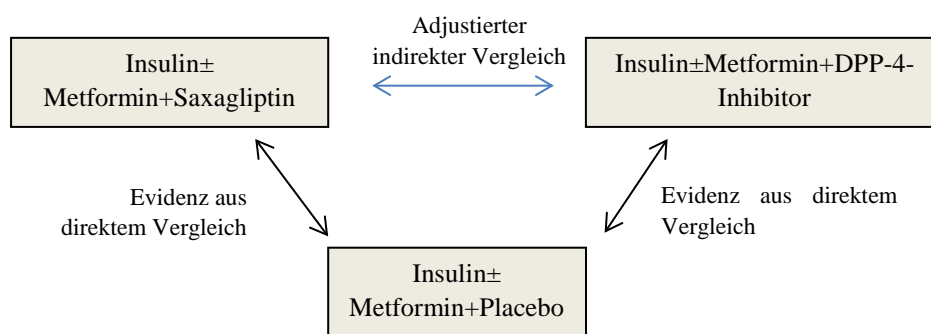 Adjustierter
indirekter Vergleich
Insulin±
Metformin+Saxagliptin
Insulin±Metformin+DPP-4-
Inhibitor
Evidenz aus
direktem Vergleich
Evidenz aus direktem
Vergleich
Insulin±
Metformin+Placebo